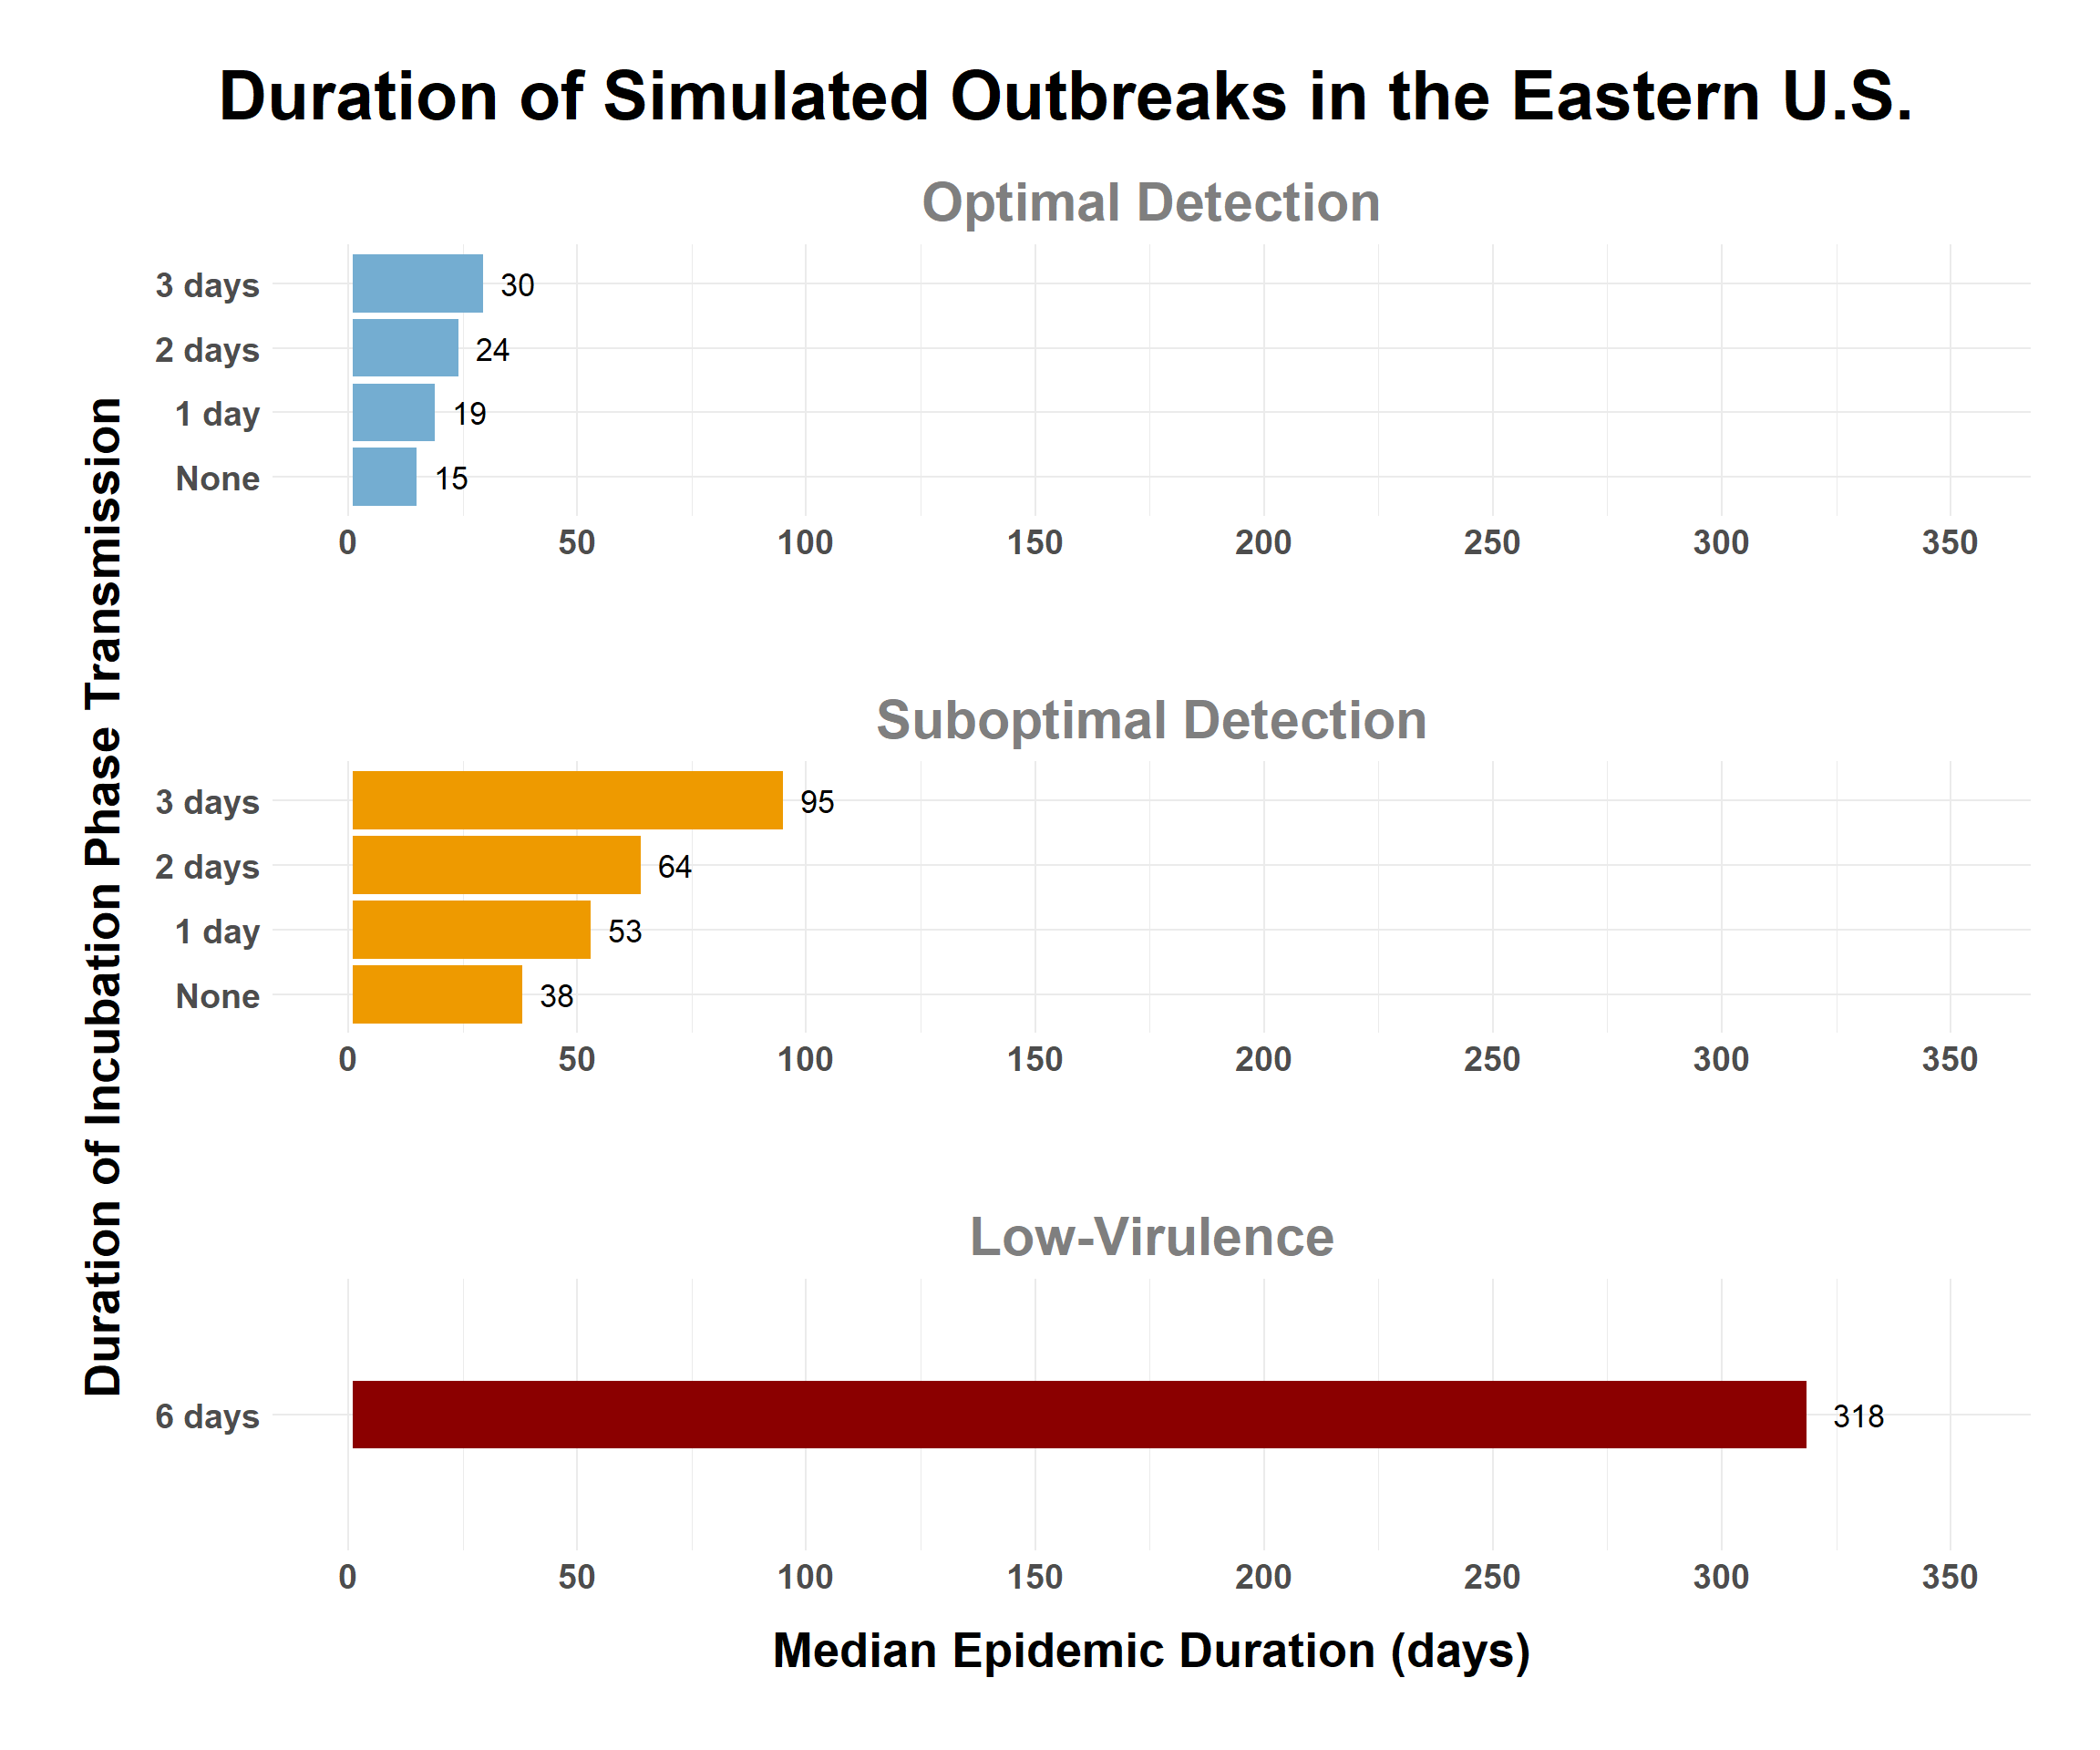 Duration of Simulated Outbreaks in the Eastern U.S.
Duration of Incubation Phase Transmission
Optimal Detection
3 days 30
2 days 24
1 day 19
None 15
0 50 100 150 200 250 300 350
Suboptimal Detection
3 days 95
2 days 64
1 day 53
None 38
0 50 100 150 200 250 300 350
Low-Virulence
6 days 318
0 50 100 150 200 250 300 350
Median Epidemic Duration (days)